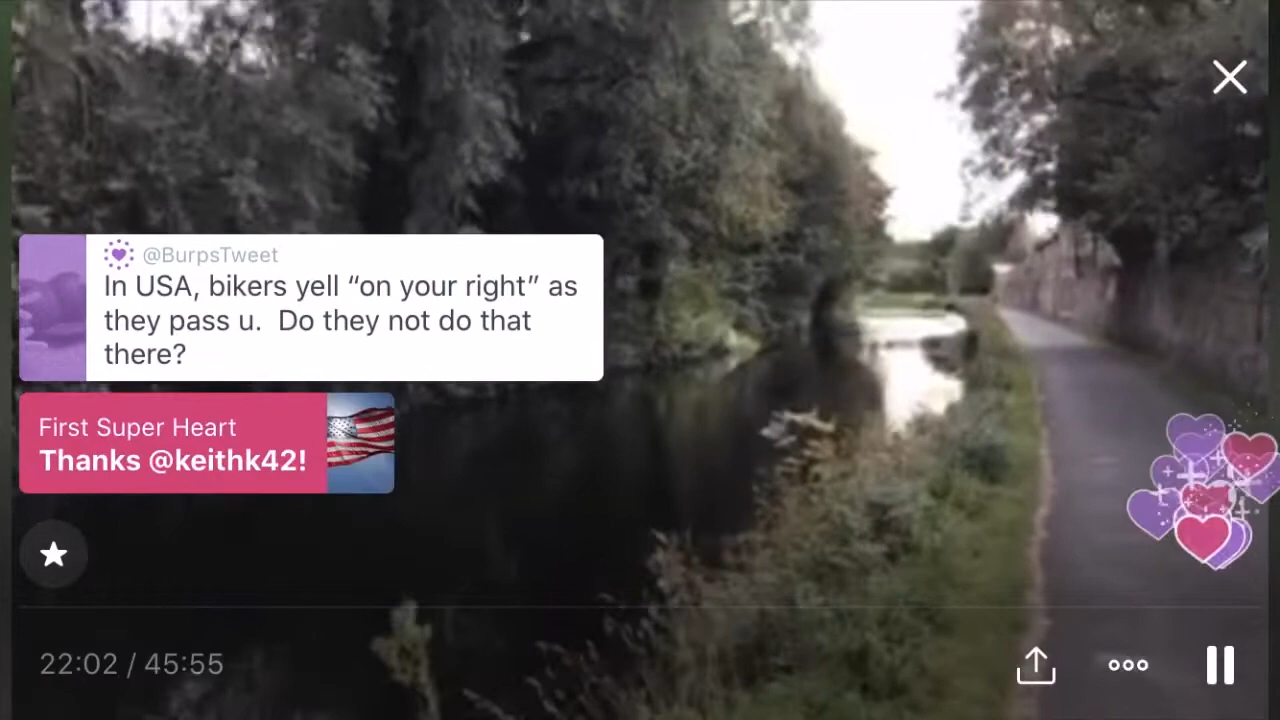 @BurpsTweet
In USA, bikers yell “on your right” as
they pass u.  Do they not do that
there?
First Super Heart
Thanks @keithk42!
22:02 / 45:55